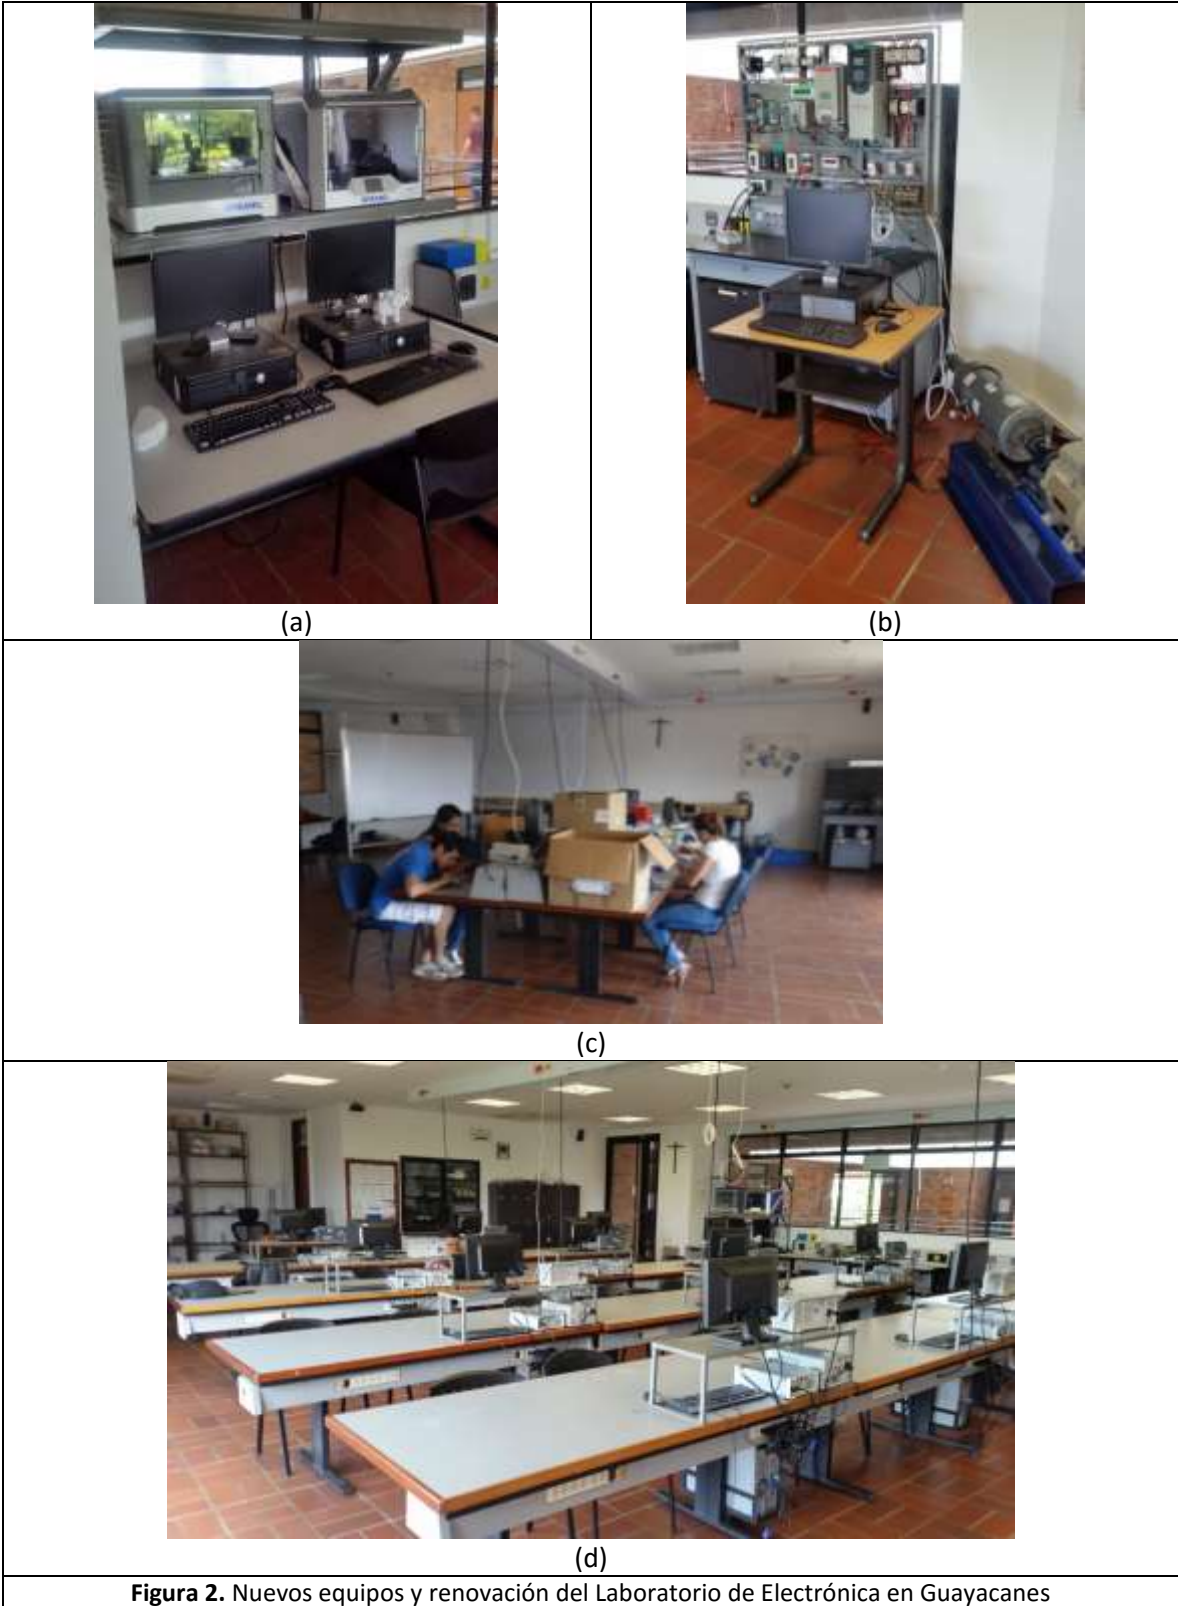 (a)
(b)
(c)
(d)
Figura 2. Nuevos equipos y renovación del Laboratorio de Electrónica en Guayacanes